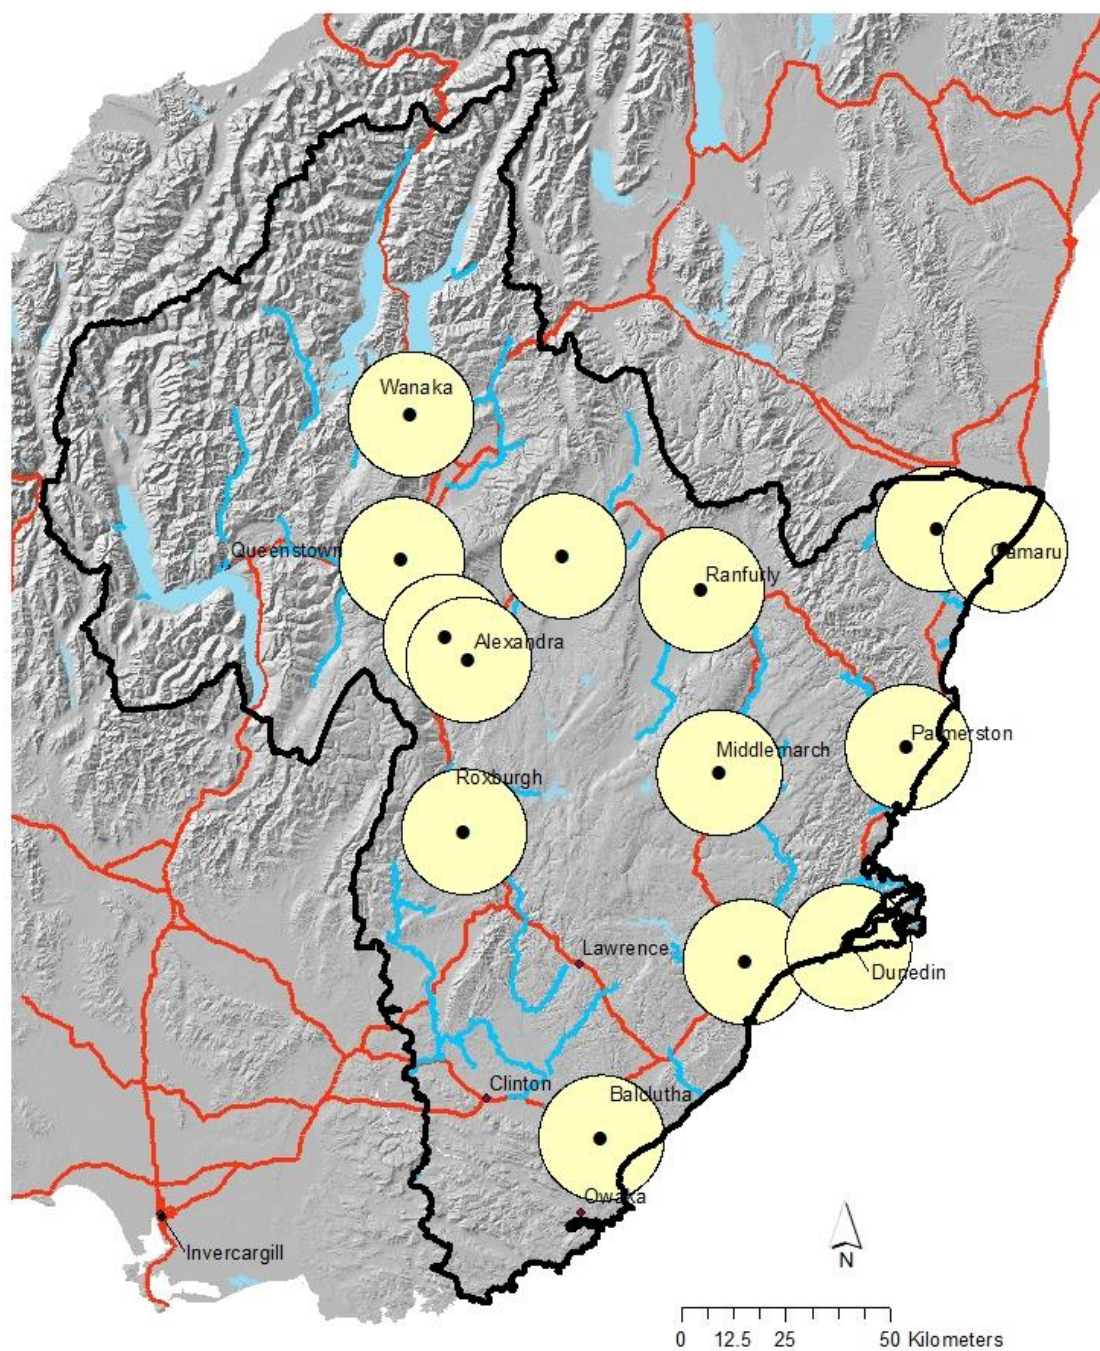 Wanaka
Queenstown
Oamaru
Ranfurly
Alexandra
Palmerston
Middlemarch
Roxburgh
Lawrence
Dunedin
Clinton
Balclutha
Owaka
Invercargill
N
0 12.5 25 50 Kilometers